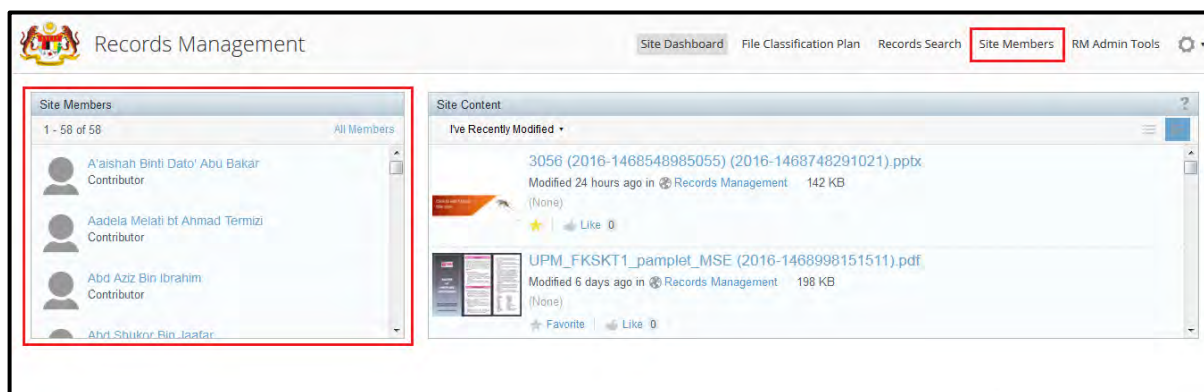 Records Management
Site Dashboard File Classification Plan Records Search Site Members RM Admin Tools
Site Members
1 - 58 of 58 All Members
A'aishah Binti Dato' Abu Bakar
Contributor
Aadela Melati bt Ahmad Termizi
Contributor
Abd Aziz Bin Ibrahim
Contributor
Abd Shukor Bin Jaafar
Site Content ?
I've Recently Modified
3056 (2016-1468548985055) (2016-1468748291021).pptx
Modified 24 hours ago in Records Management 142 KB
(None)
Like 0
UPM_FKSKT1_pamplet_MSE (2016-1468998151511).pdf
Modified 6 days ago in Records Management 198 KB
(None)
Favorite Like 0